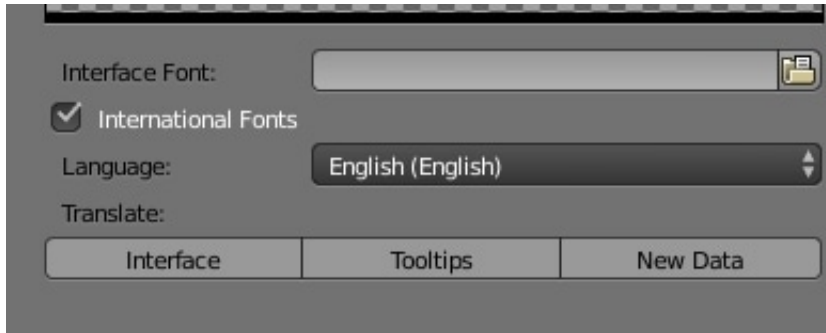 Interface Font:
International Fonts
Language: English (English)
Translate:
Interface Tooltips New Data